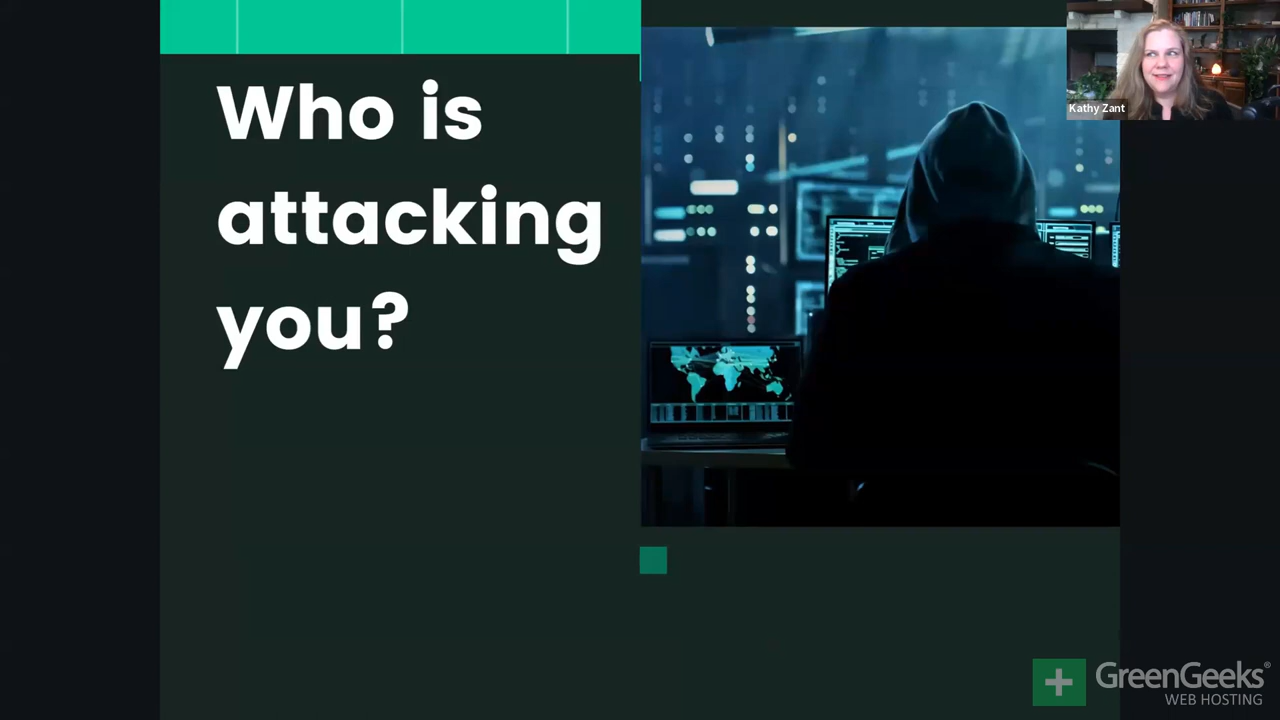 Who is
attacking
you?
Kathy Zant
GreenGeeks®
WEB HOSTING